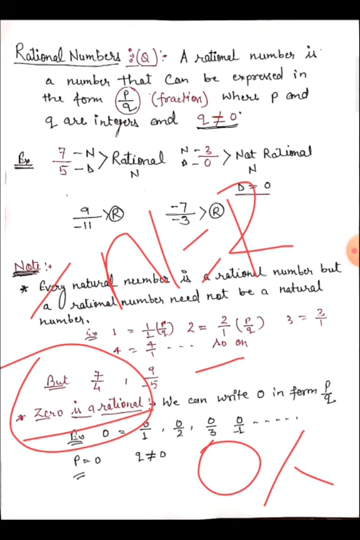 Rational Numbers :(Q) :- A rational number is
a number that can be expressed in
the form p/q (fraction) where p and
q are integers and q ≠ 0.
Ex 7/5 -N -D > Rational N N- D- 3/0 > Not Rational N
D = 0
9/-11 > R -7/-3 > R
Note:-
* Every natural number is a rational number but
a rational number need not be a natural
number.
Ex 1 = 1/1 (p/q) 2 = 2/1 (p/q) 3 = 3/1
4 = 4/1 .... so on
But 7/4 , 9/-5
* Zero is a rational :- We can write 0 in form p/q
Ex 0 = 0/1 , 0/2 , 0/3 , 0/-1 .....
P = 0 q ≠ 0